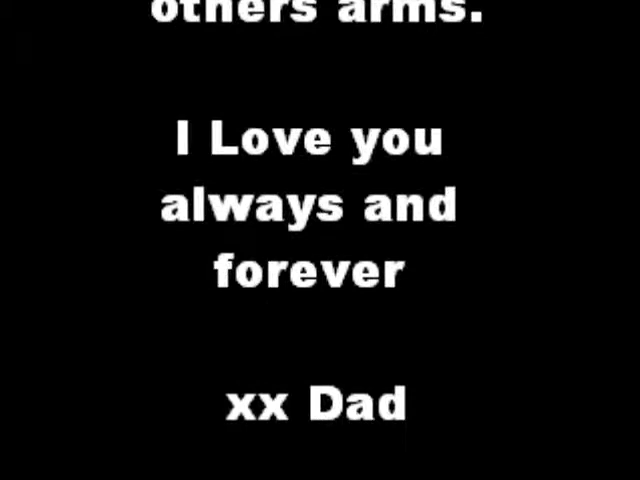 others arms.
I Love you
always and
forever
xx Dad